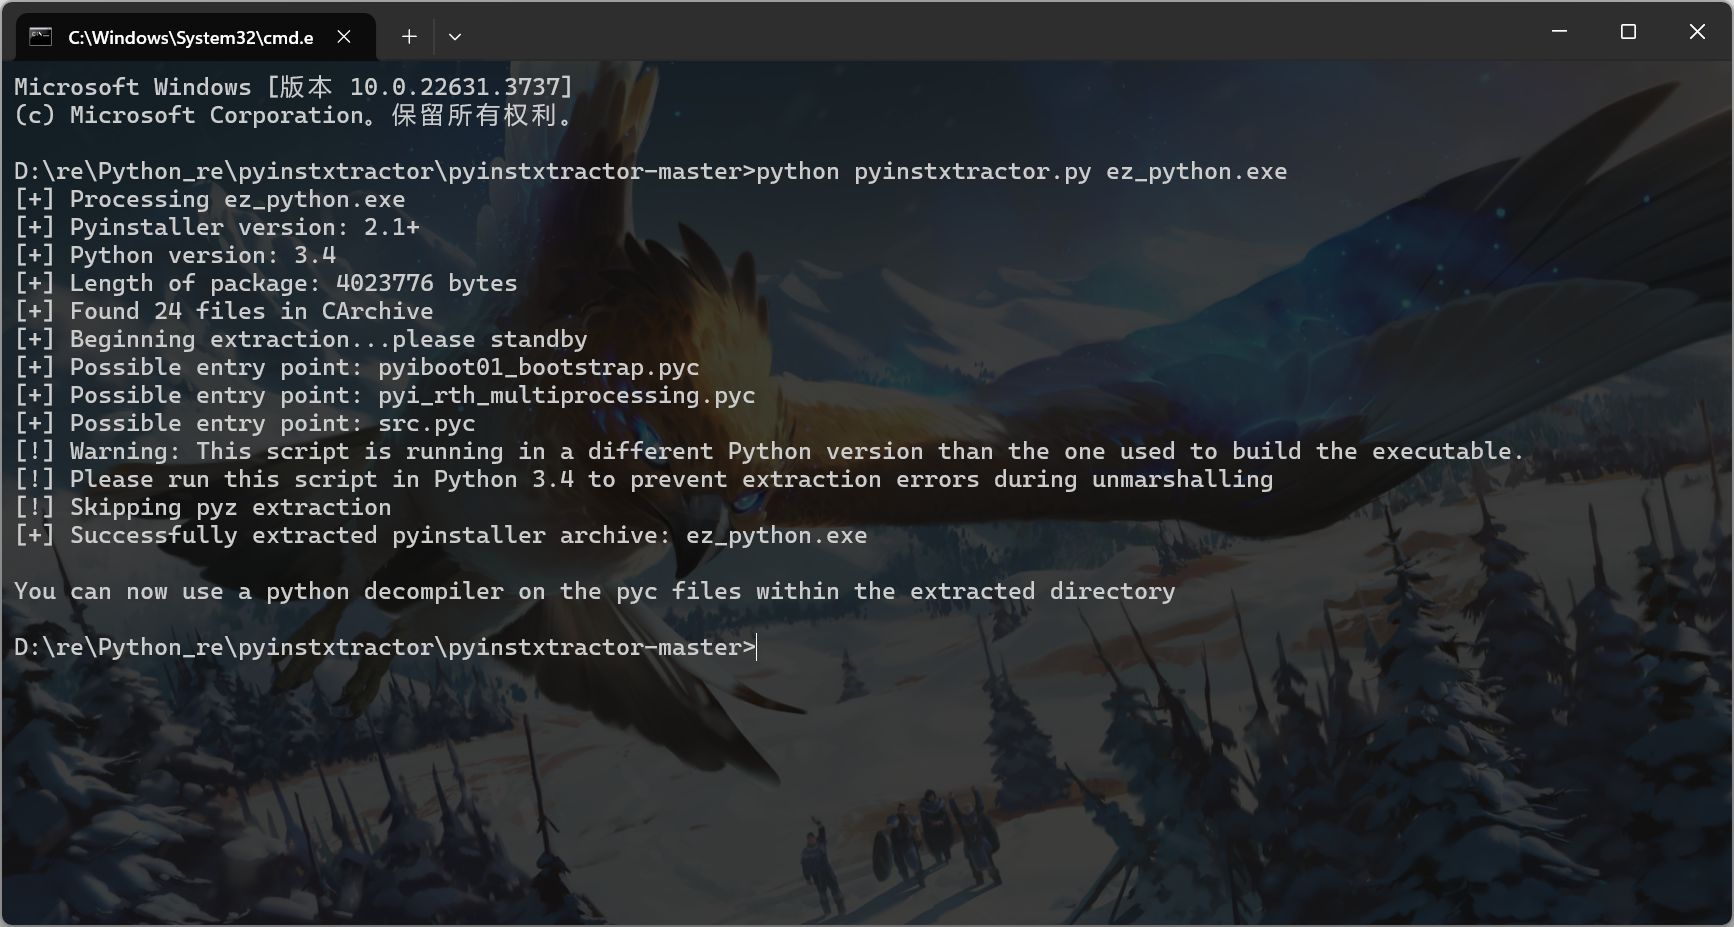 C:\Windows\System32\cmd.e
Microsoft Windows [版本 10.0.22631.3737]
(c) Microsoft Corporation。保留所有权利。
D:\re\Python_re\pyinstxtractor\pyinstxtractor-master>python pyinstxtractor.py ez_python.exe
[+] Processing ez_python.exe
[+] Pyinstaller version: 2.1+
[+] Python version: 3.4
[+] Length of package: 4023776 bytes
[+] Found 24 files in CArchive
[+] Beginning extraction...please standby
[+] Possible entry point: pyiboot01_bootstrap.pyc
[+] Possible entry point: pyi_rth_multiprocessing.pyc
[+] Possible entry point: src.pyc
[!] Warning: This script is running in a different Python version than the one used to build the executable.
[!] Please run this script in Python 3.4 to prevent extraction errors during unmarshalling
[!] Skipping pyz extraction
[+] Successfully extracted pyinstaller archive: ez_python.exe
You can now use a python decompiler on the pyc files within the extracted directory
D:\re\Python_re\pyinstxtractor\pyinstxtractor-master>